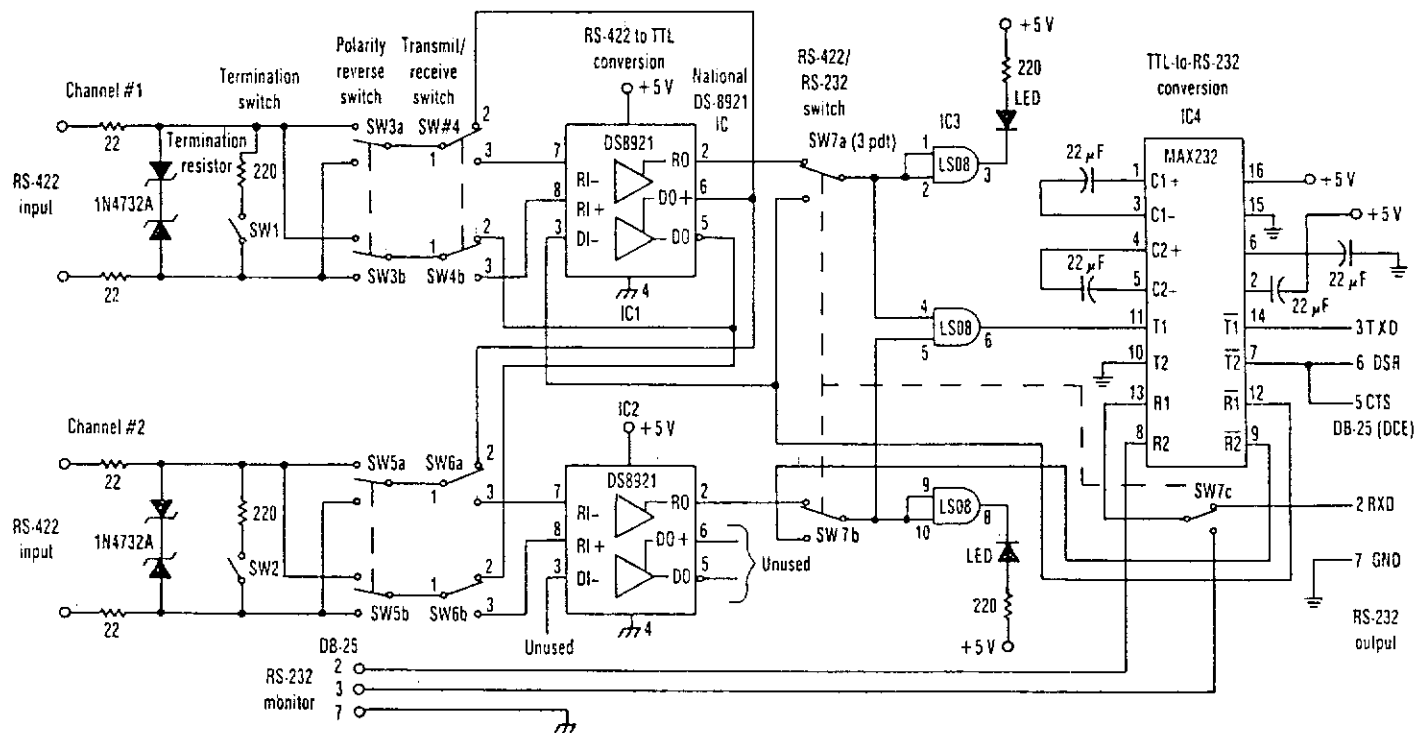 Channel #1
22
RS-422
input
1N4732A
22
Termination
switch
Termination
resistor
220
SW1
Polarity
reverse
switch
SW3a
SW3b
Transmit/
receive
switch
SW#4
2
1
3
2
1
3
SW4b
RS-422 to TTL
conversion
+5 V
National
DS-8921
IC
DS8921
7
RI-
8
RI+
3
DI-
RO
2
DO+
6
DO
5
4
IC1
RS-422/
RS-232
switch
SW7a (3 pdt)
+5 V
220
LED
IC3
1
2
LS08
3
4
5
LS08
6
TTL-to-RS-232
conversion
IC4
MAX232
22 µF
1
C1+
3
C1-
4
C2+
22 µF
5
C2-
11
T1
10
T2
13
R1
8
R2
16
+5 V
15
+5 V
6
22 µF
2
22 µF
T1
14
3 TXD
T2
7
6 DSR
R1
12
5 CTS
DB-25 (DCE)
R2
9
SW7c
2 RXD
7 GND
RS-232
output
Channel #2
22
RS-422
input
1N4732A
22
220
SW2
SW5a
SW5b
SW6a
2
1
3
2
1
3
SW6b
IC2
+5 V
DS8921
7
RI-
8
RI+
3
DI-
RO
2
DO+
6
DO
5
Unused
4
Unused
SW7b
9
10
LS08
8
LED
220
+5 V
DB-25
RS-232
monitor
2
3
7